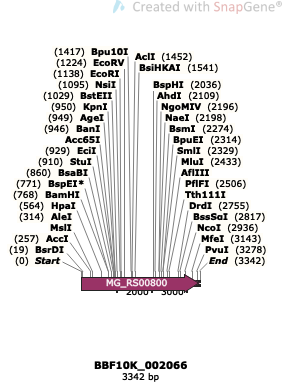 Created with SnapGene®
(1417) Bpu10I
AclI (1452)
(1224) EcoRV
BsiHKAI (1541)
(1138) EcoRI
(1095) NsiI
BspHI (2036)
(1029) BstEII
AhdI (2109)
(950) KpnI
NgoMIV (2196)
(949) AgeI
NaeI (2198)
(946) BanI
BsmI (2274)
Acc65I
BpuEI (2314)
(929) EciI
SmlI (2329)
(910) StuI
MluI (2433)
(860) BsaBI
AflIII
(771) BspEI*
PflFI (2506)
(768) BamHI
Tth111I
(564) HpaI
DrdI (2755)
(314) AleI
BssSαI (2817)
MslI
NcoI (2936)
(257) AccI
MfeI (3143)
(19) BsrDI
PvuI (3278)
(0) Start
End (3342)
MG_RS00800
2000 3000
BBF10K_002066
3342 bp